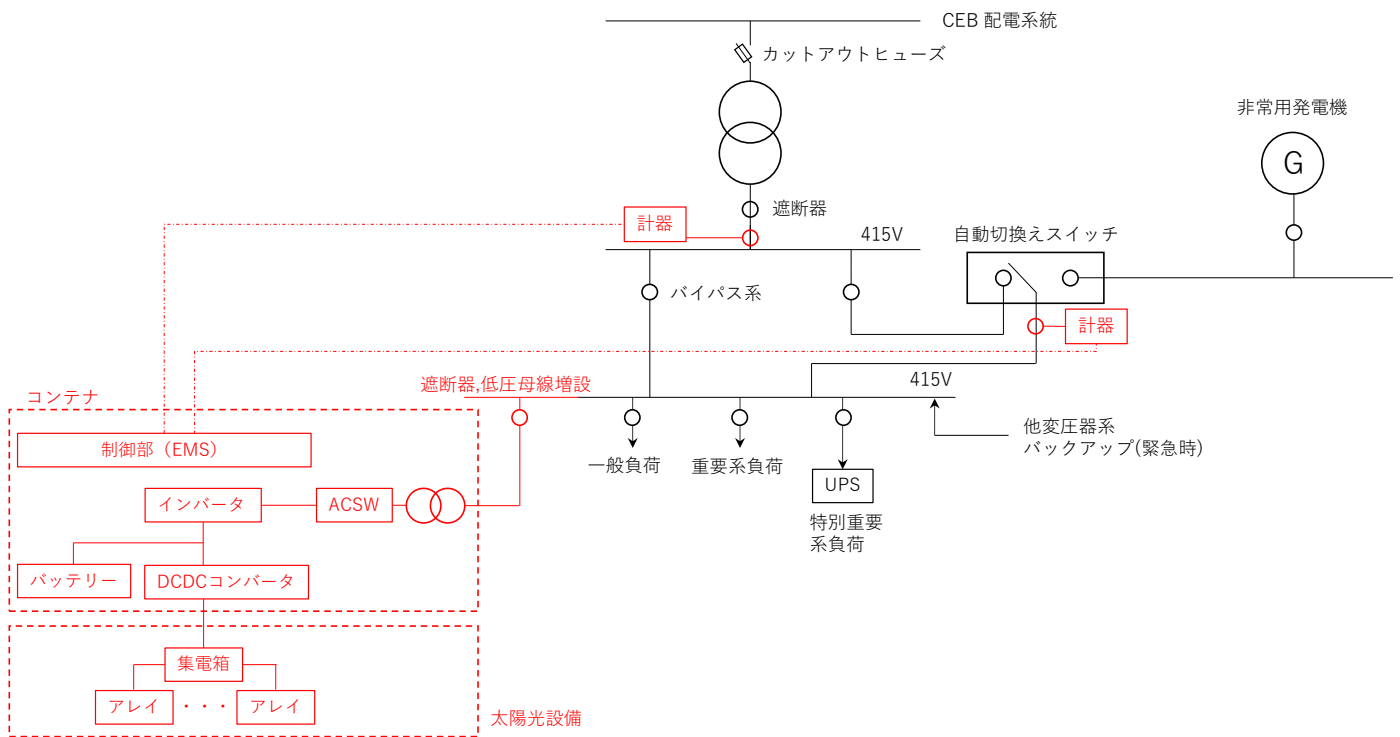 CEB 配電系統
カットアウトヒューズ
非常用発電機
G
遮断器
計器
415V
自動切換えスイッチ
バイパス系
計器
遮断器,低圧母線増設
415V
コンテナ
制御部（EMS）
他変圧器系
バックアップ(緊急時)
一般負荷
重要系負荷
UPS
特別重要
系負荷
インバータ
ACSW
バッテリー
DCDCコンバータ
集電箱
アレイ
・・・
アレイ
太陽光設備